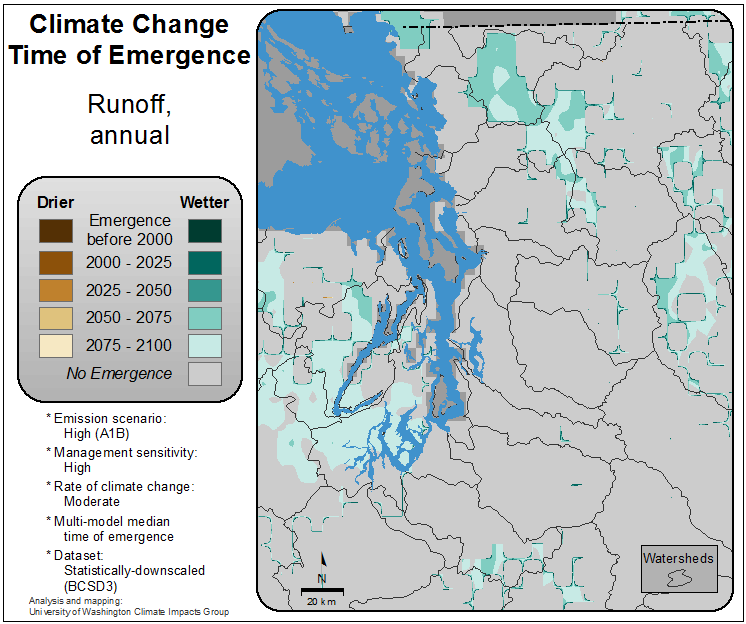 Climate Change
Time of Emergence
Runoff,
annual
Drier Wetter
Emergence
before 2000
2000 - 2025
2025 - 2050
2050 - 2075
2075 - 2100
No Emergence
* Emission scenario:
High (A1B)
* Management sensitivity:
High
* Rate of climate change:
Moderate
* Multi-model median
time of emergence
* Dataset:
Statistically-downscaled
(BCSD3)
Analysis and mapping:
University of Washington Climate Impacts Group
N
20 km
Watersheds